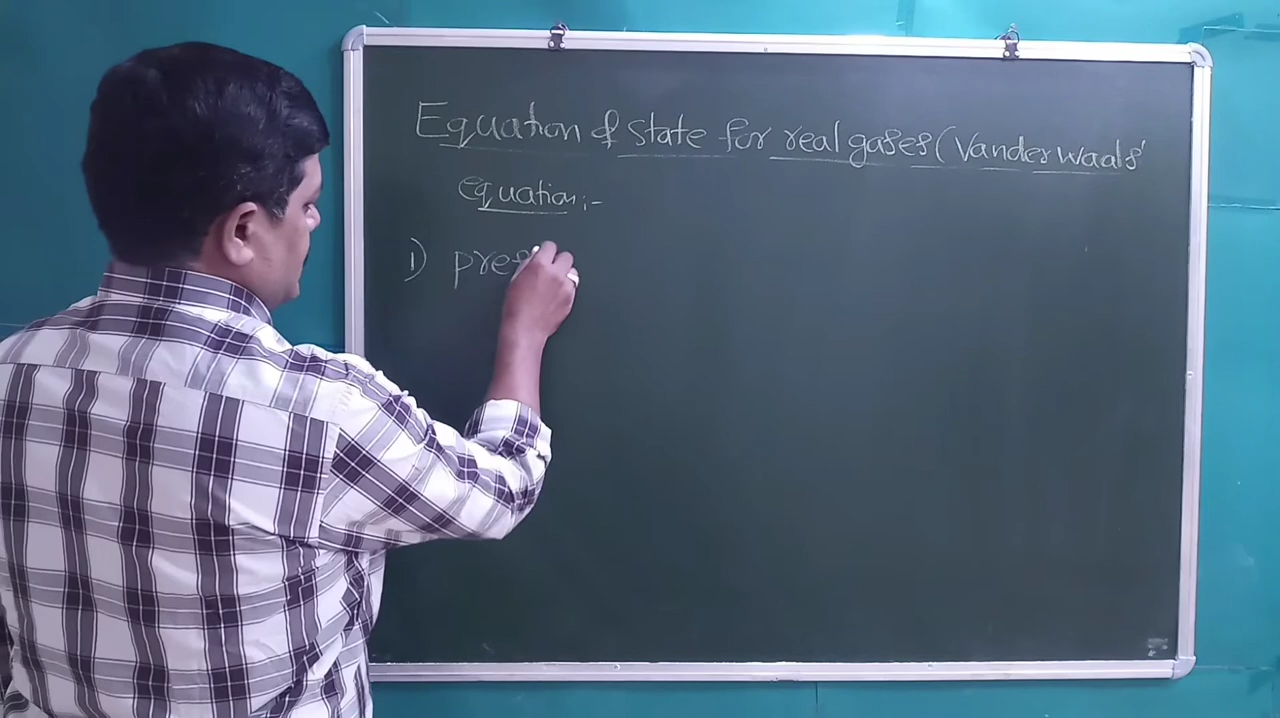 Equation of state for real gases (Vanderwaals'
equation:-
1) pres